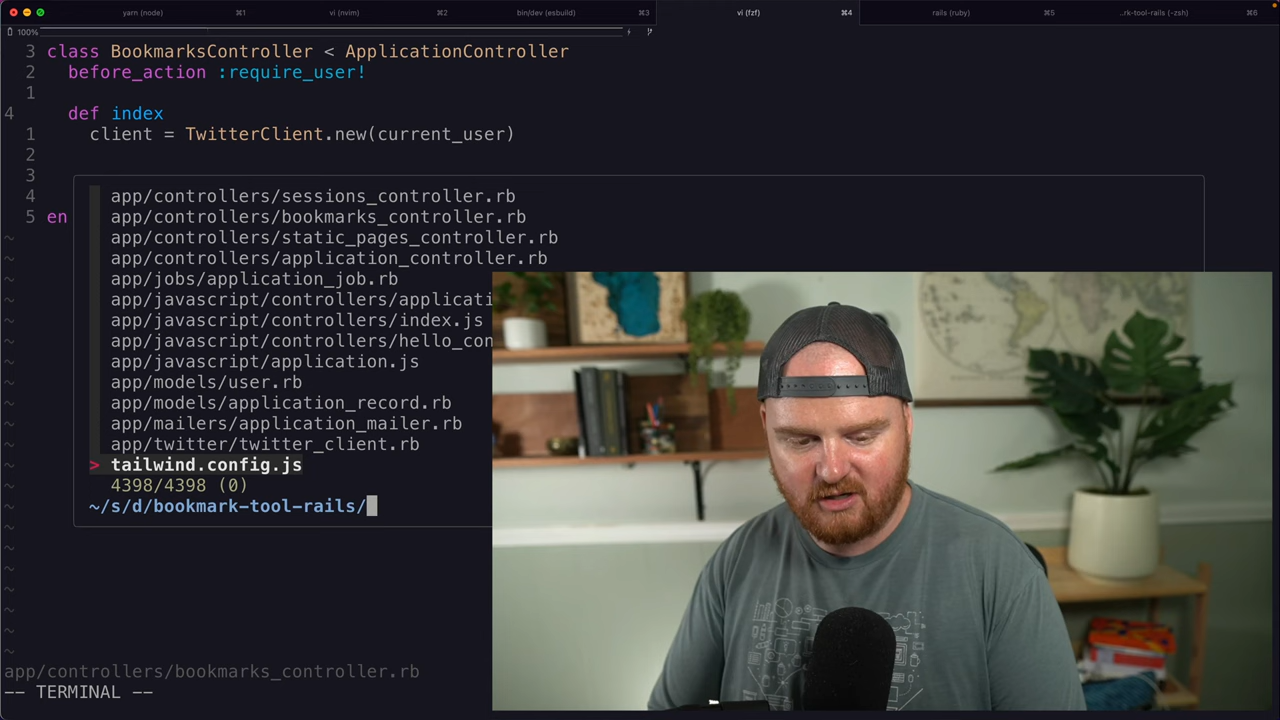 yarn (node) ⌘1 vi (nvim) ⌘2 bin/dev (esbuild) ⌘3 vi (fzf) ⌘4 rails (ruby) ⌘5 ..rk-tool-rails (-zsh) ⌘6
100%
3 class BookmarksController < ApplicationController
2 before_action :require_user!
1
4 def index
1 client = TwitterClient.new(current_user)
2
3
4
5 en
app/controllers/sessions_controller.rb
app/controllers/bookmarks_controller.rb
app/controllers/static_pages_controller.rb
app/controllers/application_controller.rb
app/jobs/application_job.rb
app/javascript/controllers/applicati
app/javascript/controllers/index.js
app/javascript/controllers/hello_con
app/javascript/application.js
app/models/user.rb
app/models/application_record.rb
app/mailers/application_mailer.rb
app/twitter/twitter_client.rb
> tailwind.config.js
4398/4398 (0)
~/s/d/bookmark-tool-rails/
app/controllers/bookmarks_controller.rb
-- TERMINAL --